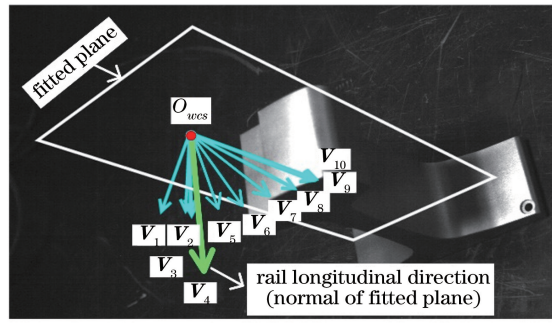 fitted plane
O_wcs
V_10
V_9
V_8
V_7
V_6
V_5
V_1 V_2
V_3
V_4
rail longitudinal direction
(normal of fitted plane)